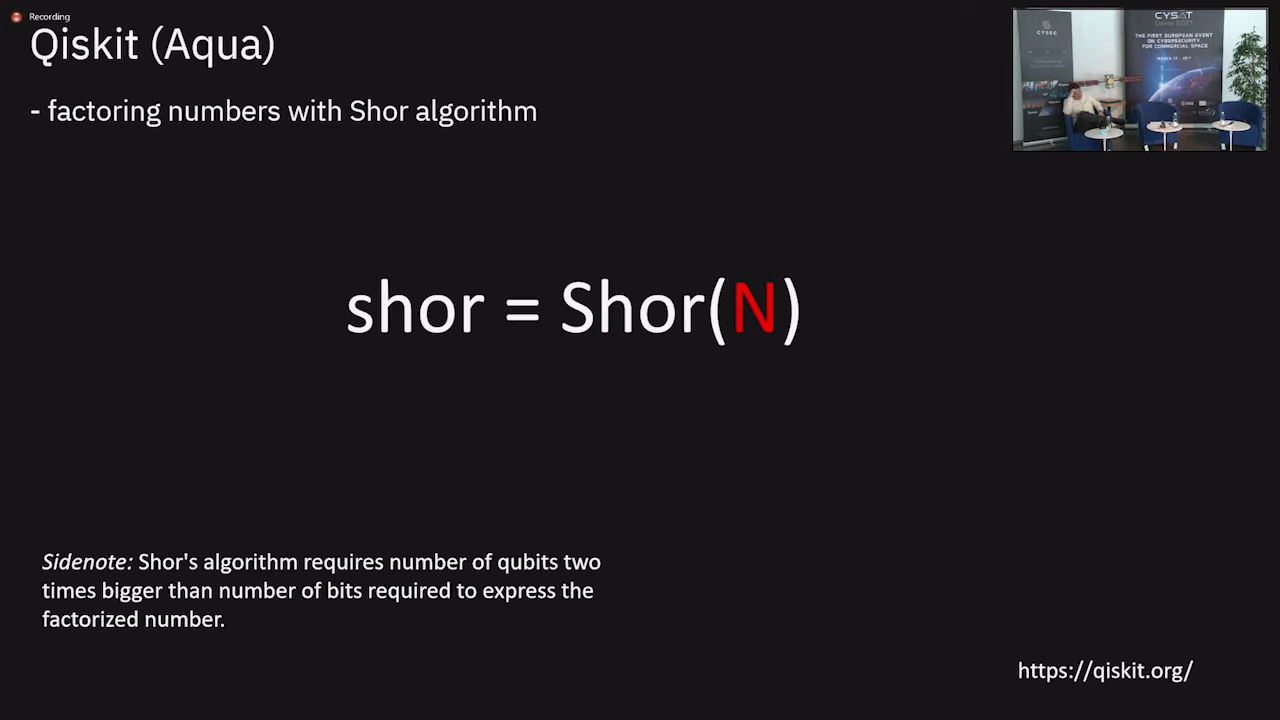 Recording
Qiskit (Aqua)
- factoring numbers with Shor algorithm
CYSEC
CYSAT
THE FIRST EUROPEAN EVENT
ON CYBERSECURITY
FOR COMMERCIAL SPACE
shor = Shor(N)
Sidenote: Shor's algorithm requires number of qubits two
times bigger than number of bits required to express the
factorized number.
https://qiskit.org/